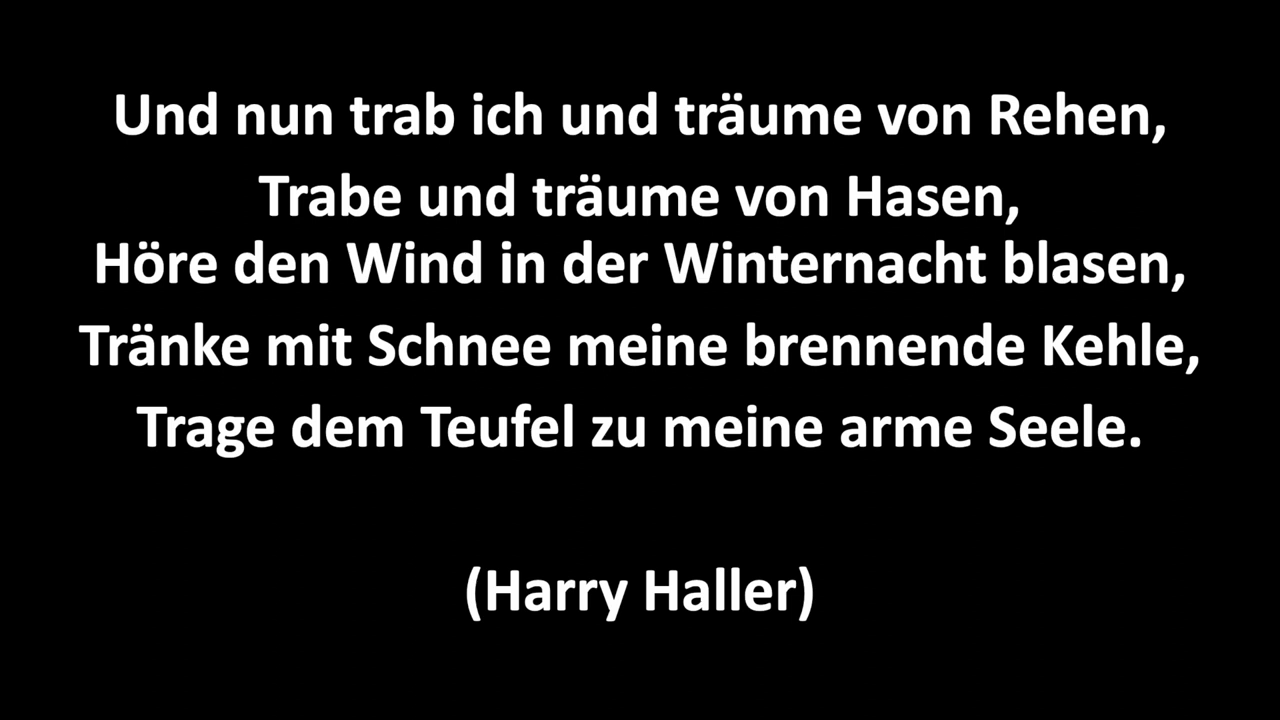 Und nun trab ich und träume von Rehen,
Trabe und träume von Hasen,
Höre den Wind in der Winternacht blasen,
Tränke mit Schnee meine brennende Kehle,
Trage dem Teufel zu meine arme Seele.
(Harry Haller)